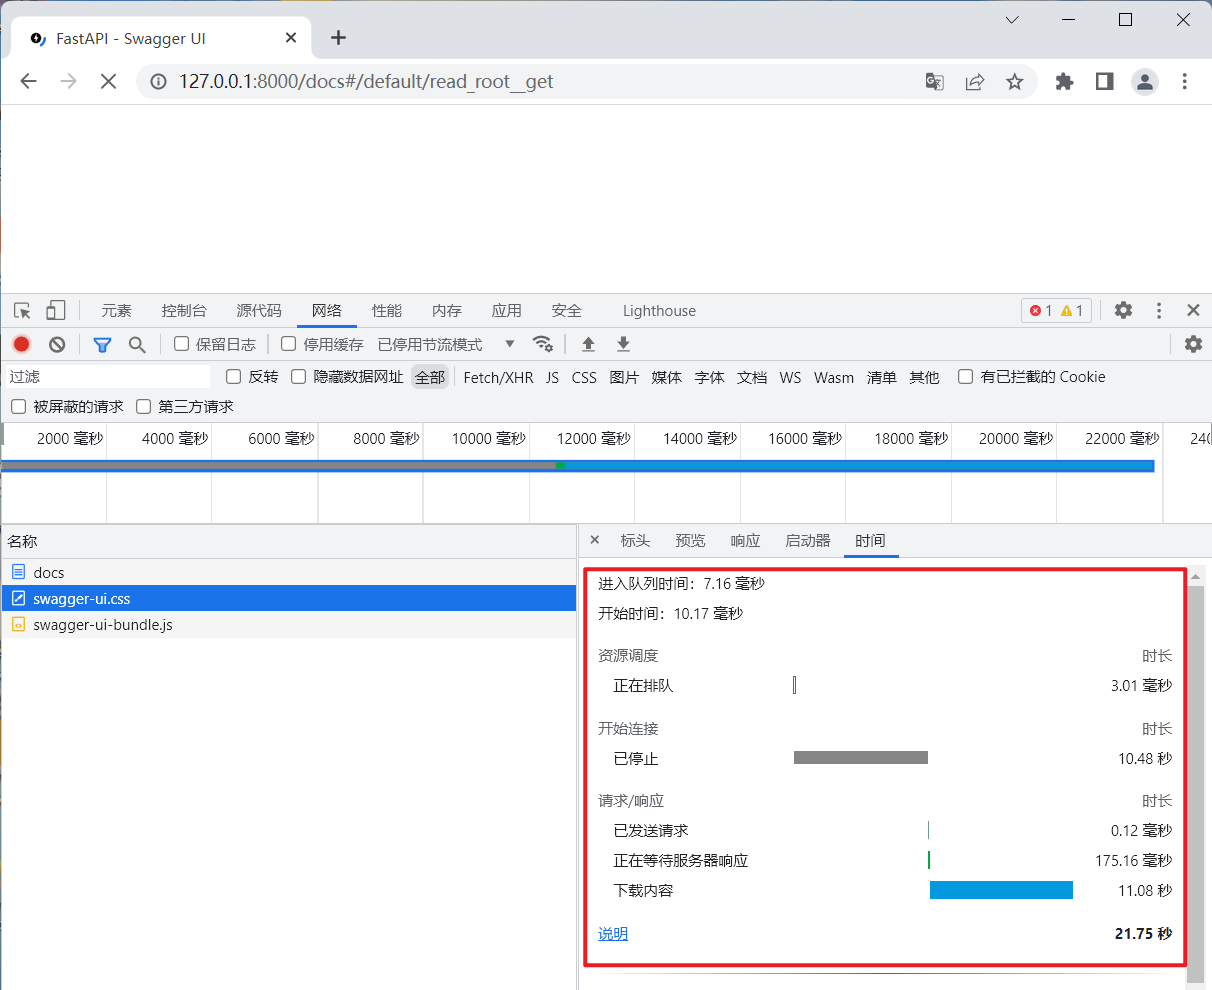 FastAPI - Swagger UI
127.0.0.1:8000/docs#/default/read_root__get
元素 控制台 源代码 网络 性能 内存 应用 安全 Lighthouse 1 1
保留日志 停用缓存 已停用节流模式
过滤 反转 隐藏数据网址 全部 Fetch/XHR JS CSS 图片 媒体 字体 文档 WS Wasm 清单 其他 有已拦截的 Cookie
被屏蔽的请求 第三方请求
2000 毫秒 4000 毫秒 6000 毫秒 8000 毫秒 10000 毫秒 12000 毫秒 14000 毫秒 16000 毫秒 18000 毫秒 20000 毫秒 22000 毫秒
名称
docs
swagger-ui.css
swagger-ui-bundle.js
标头 预览 响应 启动器 时间
进入队列时间：7.16 毫秒
开始时间：10.17 毫秒
资源调度 时长
正在排队 3.01 毫秒
开始连接 时长
已停止 10.48 秒
请求/响应 时长
已发送请求 0.12 毫秒
正在等待服务器响应 175.16 毫秒
下载内容 11.08 秒
说明 21.75 秒